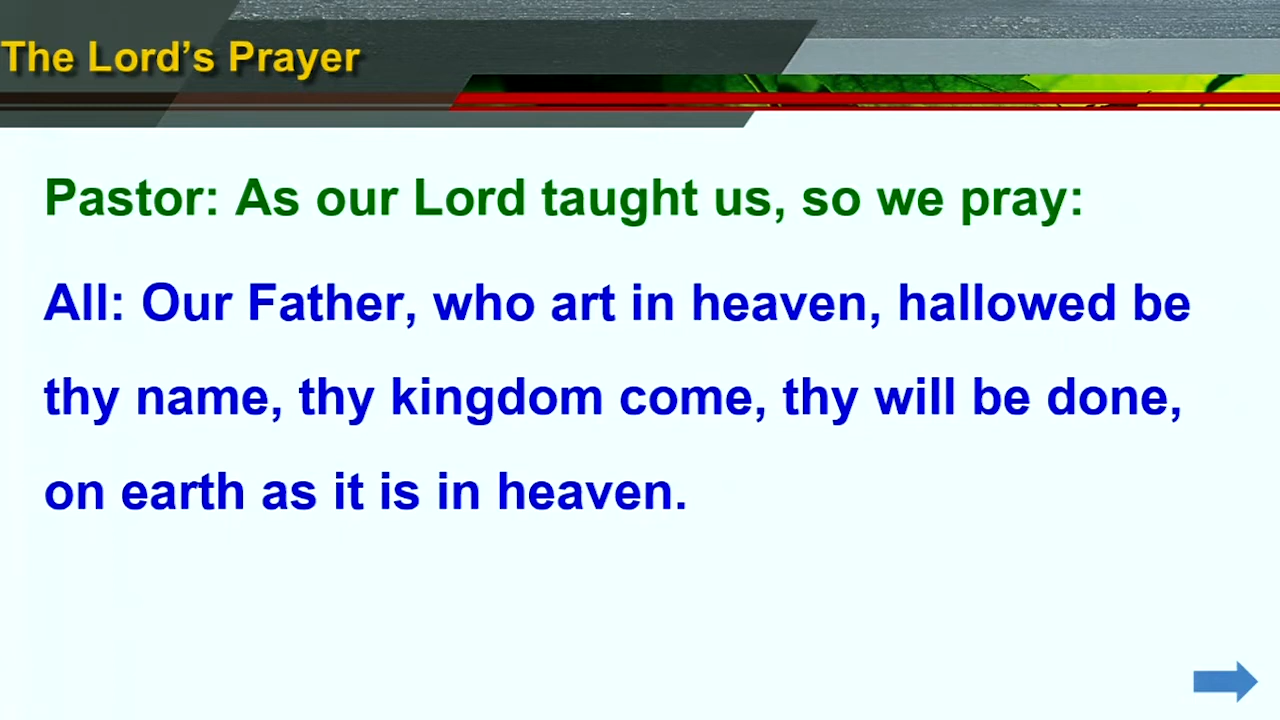 The Lord’s Prayer
Pastor: As our Lord taught us, so we pray:
All: Our Father, who art in heaven, hallowed be
thy name, thy kingdom come, thy will be done,
on earth as it is in heaven.